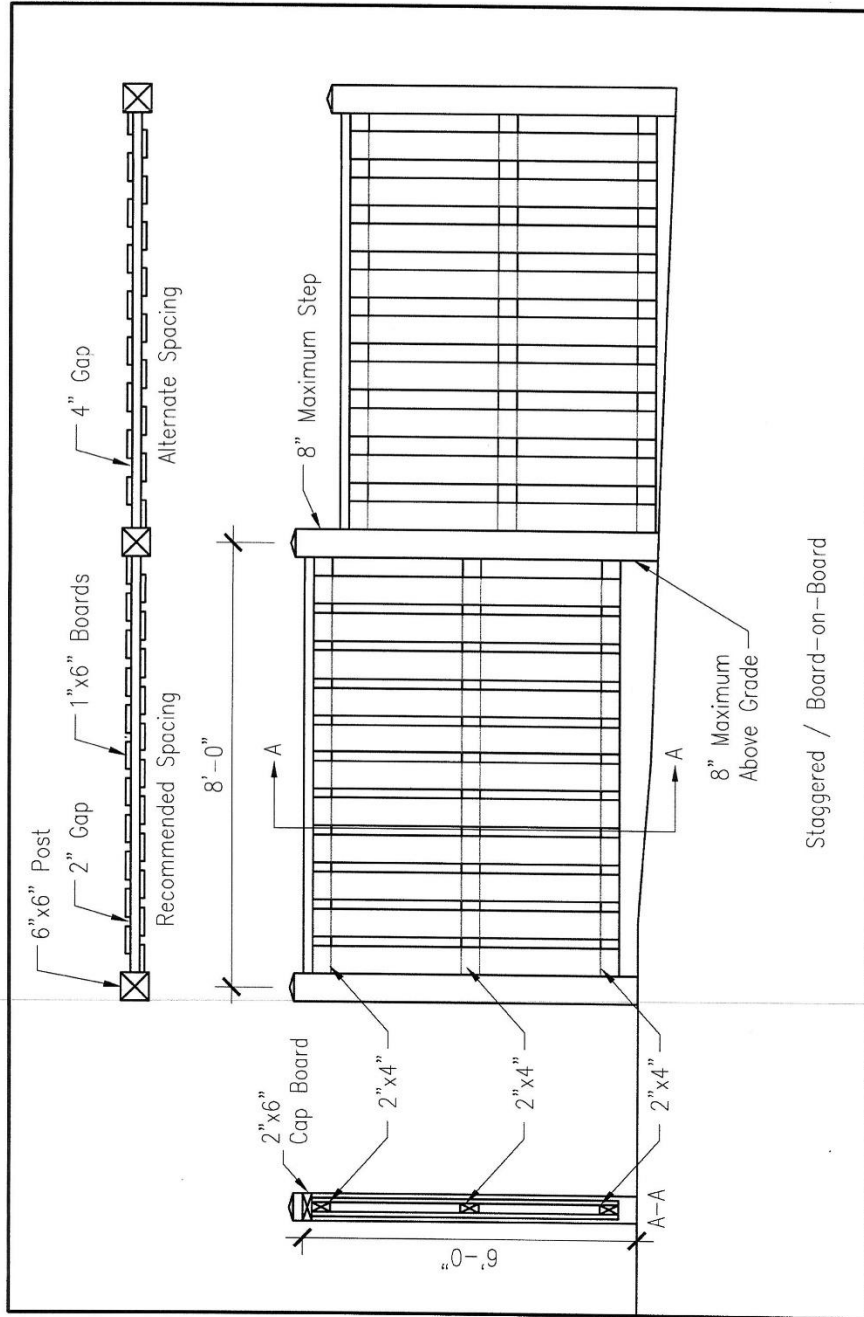 6"x6" Post
2" Gap
1"x6" Boards
4" Gap
Recommended Spacing
Alternate Spacing
8'-0"
8" Maximum Step
A
A
2"x6"
Cap Board
2"x4"
2"x4"
2"x4"
6'-0"
A-A
8" Maximum
Above Grade
Staggered / Board-on-Board